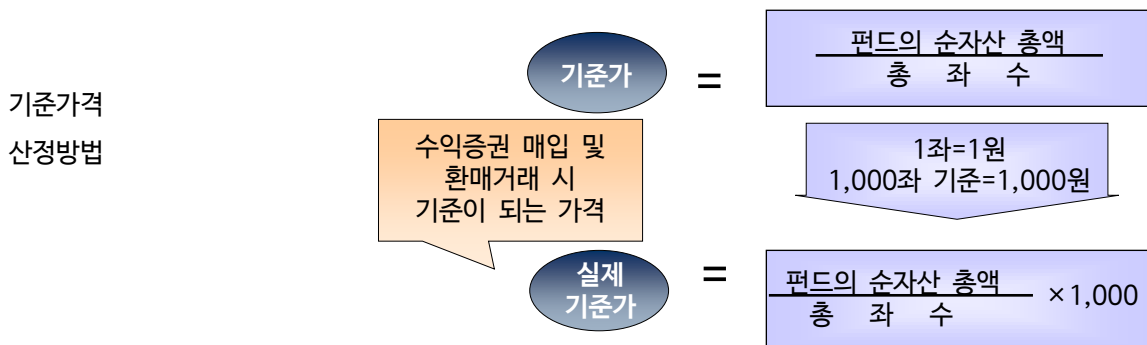 기준가격
산정방법
기준가
=
펀드의 순자산 총액
총 좌 수
수익증권 매입 및
환매거래 시
기준이 되는 가격
1좌=1원
1,000좌 기준=1,000원
실제
기준가
=
펀드의 순자산 총액
총 좌 수
×1,000